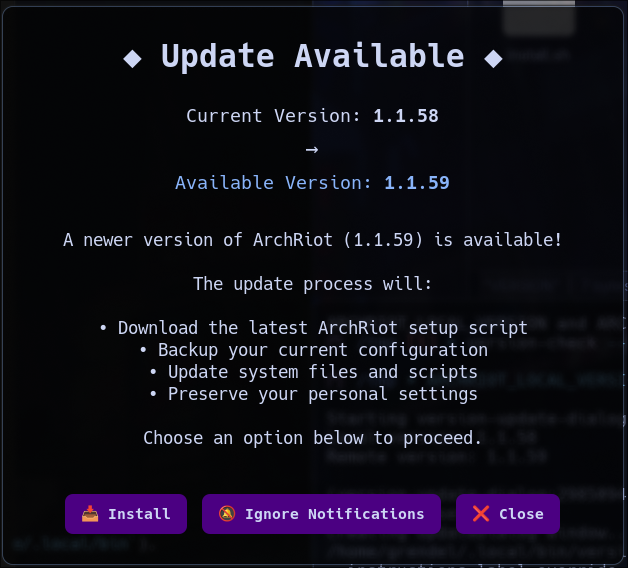 ◆ Update Available ◆
Current Version: 1.1.58
→
Available Version: 1.1.59
A newer version of ArchRiot (1.1.59) is available!
The update process will:
• Download the latest ArchRiot setup script
• Backup your current configuration
• Update system files and scripts
• Preserve your personal settings
Choose an option below to proceed.
📥 Install
🔕 Ignore Notifications
❌ Close